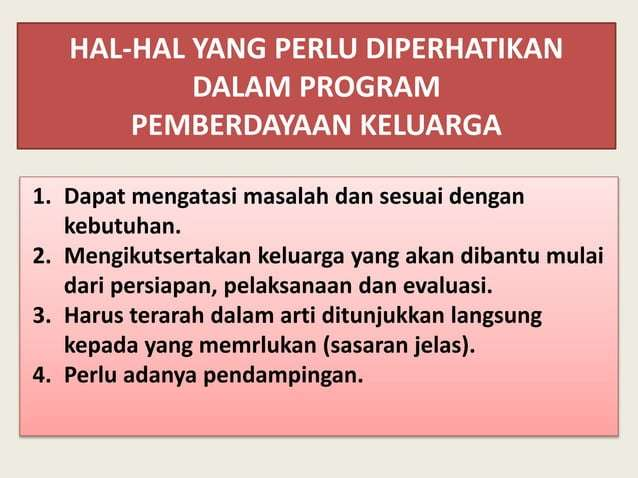 HAL-HAL YANG PERLU DIPERHATIKAN
DALAM PROGRAM
PEMBERDAYAAN KELUARGA
1. Dapat mengatasi masalah dan sesuai dengan
kebutuhan.
2. Mengikutsertakan keluarga yang akan dibantu mulai
dari persiapan, pelaksanaan dan evaluasi.
3. Harus terarah dalam arti ditunjukkan langsung
kepada yang memrlukan (sasaran jelas).
4. Perlu adanya pendampingan.